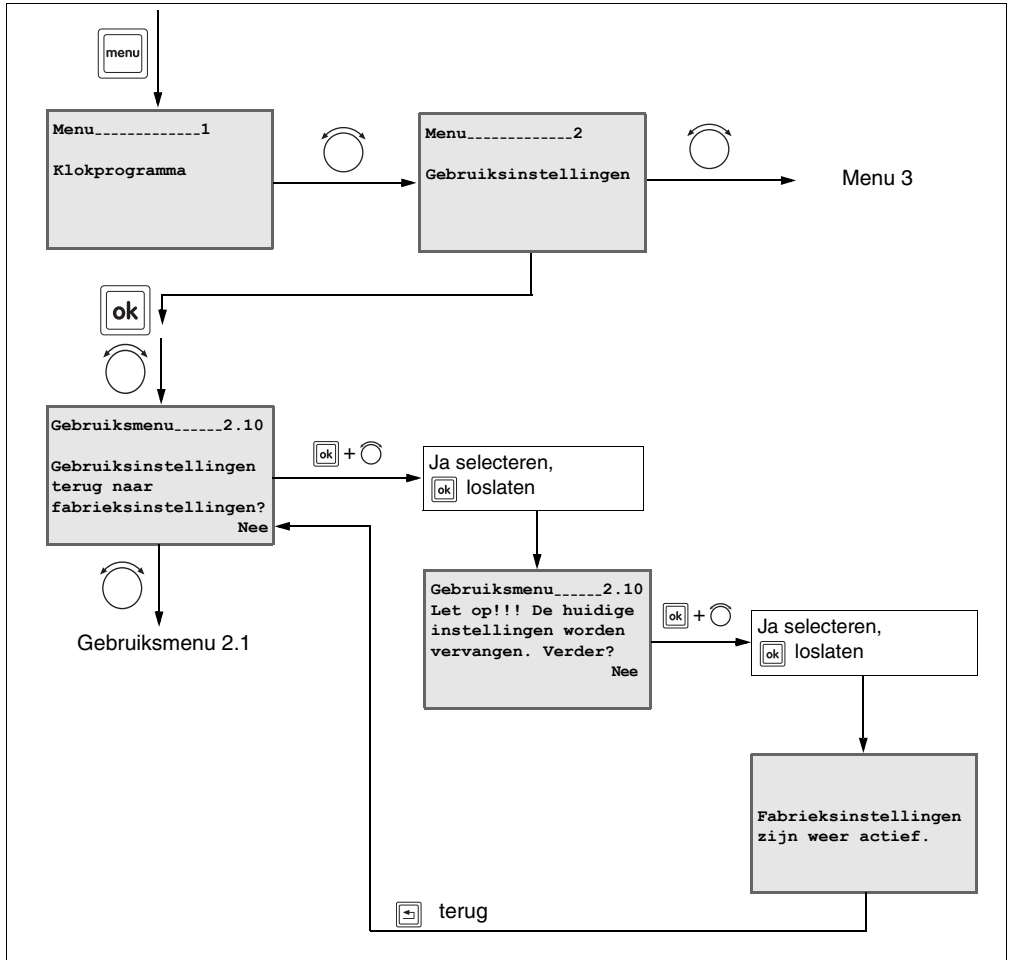 menu
Menu_____________1
Klokprogramma
Menu_____________2
Gebruiksinstellingen
Menu 3
ok
Gebruiksmenu______2.10
Gebruiksinstellingen
terug naar
fabrieksinstellingen?
Nee
ok +
Ja selecteren,
ok loslaten
Gebruiksmenu 2.1
Gebruiksmenu______2.10
Let op!!! De huidige
instellingen worden
vervangen. Verder?
Nee
ok +
Ja selecteren,
ok loslaten
Fabrieksinstellingen
zijn weer actief.
terug